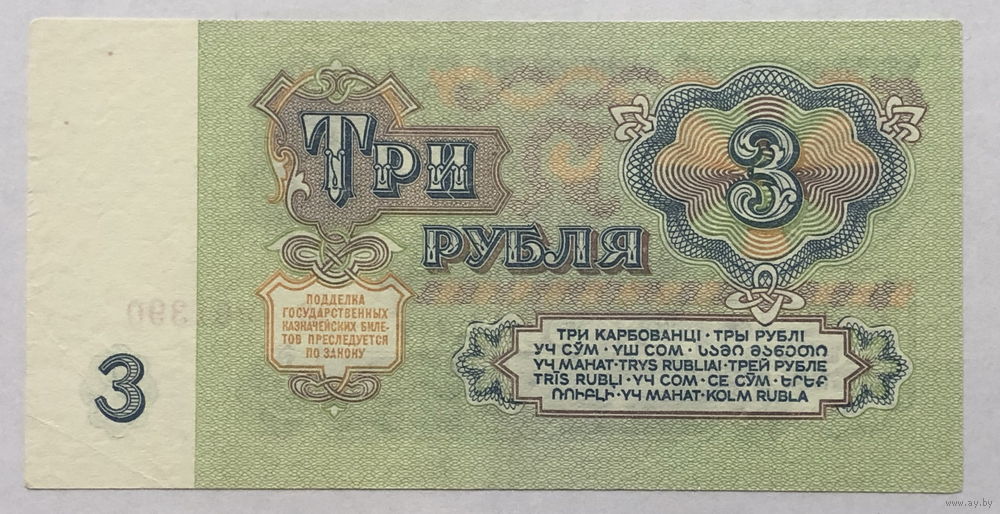 ТРИ
РУБЛЯ
3
ПОДДЕЛКА
ГОСУДАРСТВЕННЫХ
КАЗНАЧЕЙСКИХ БИЛЕ-
ТОВ ПРЕСЛЕДУЕТСЯ
ПО ЗАКОНУ
ТРИ КАРБОВАНЦІ · ТРЫ РУБЛІ
УЧ СЎМ · ҮШ СОМ · ᲡᲐᲛᲘ ᲛᲐᲜᲔᲗᲘ
УЧ МАНАТ · TRYS RUBLIAI · ТРЕЙ РУБЛЕ
TRĪS RUBĻI · ҮЧ СОМ · СЕ СӮМ · ԵՐԵՔ
ՌՈՒԲԼԻ · ҮЧ МАНАТ · KOLM RUBLA
3
www.ay.by